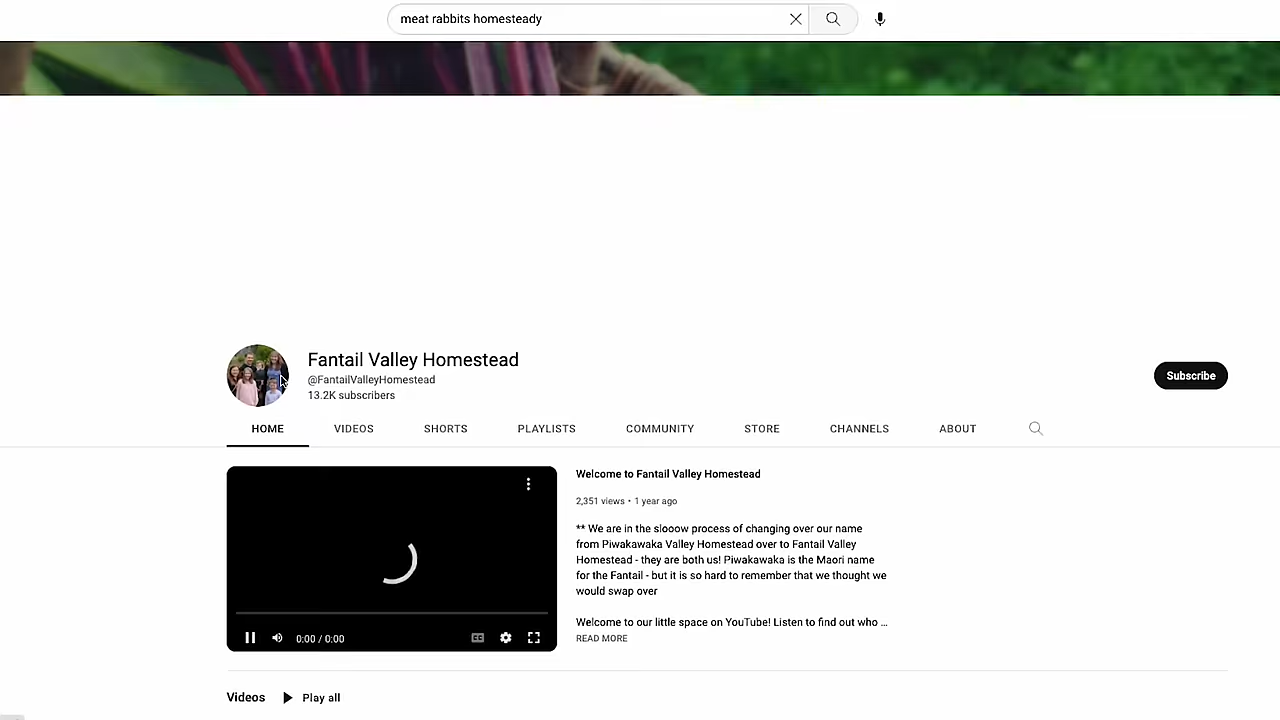 meat rabbits homesteady
Fantail Valley Homestead
@FantailValleyHomestead
13.2K subscribers
Subscribe
HOME VIDEOS SHORTS PLAYLISTS COMMUNITY STORE CHANNELS ABOUT
Welcome to Fantail Valley Homestead
2,351 views • 1 year ago
** We are in the slooow process of changing over our name
from Piwakawaka Valley Homestead over to Fantail Valley
Homestead - they are both us! Piwakawaka is the Maori name
for the Fantail - but it is so hard to remember that we thought we
would swap over
Welcome to our little space on YouTube! Listen to find out who ...
READ MORE
0:00 / 0:00
CC
Videos Play all